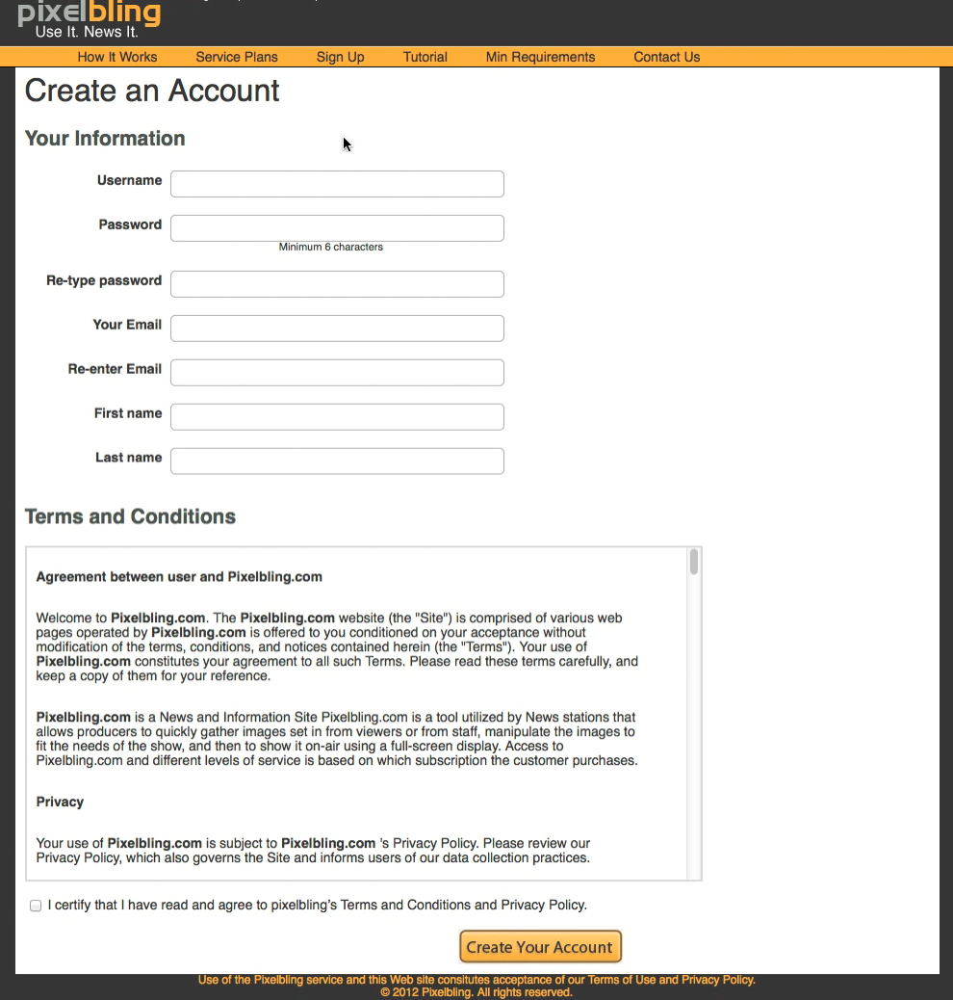 pixelbling
Use It. News It.
How It Works Service Plans Sign Up Tutorial Min Requirements Contact Us
Create an Account
Your Information
Username
Password
Minimum 6 characters
Re-type password
Your Email
Re-enter Email
First name
Last name
Terms and Conditions
Agreement between user and Pixelbling.com
Welcome to Pixelbling.com. The Pixelbling.com website (the "Site") is comprised of various web
pages operated by Pixelbling.com is offered to you conditioned on your acceptance without
modification of the terms, conditions, and notices contained herein (the "Terms"). Your use of
Pixelbling.com constitutes your agreement to all such Terms. Please read these terms carefully, and
keep a copy of them for your reference.
Pixelbling.com is a News and Information Site Pixelbling.com is a tool utilized by News stations that
allows producers to quickly gather images set in from viewers or from staff, manipulate the images to
fit the needs of the show, and then to show it on-air using a full-screen display. Access to
Pixelbling.com and different levels of service is based on which subscription the customer purchases.
Privacy
Your use of Pixelbling.com is subject to Pixelbling.com 's Privacy Policy. Please review our
Privacy Policy, which also governs the Site and informs users of our data collection practices.
I certify that I have read and agree to pixelbling's Terms and Conditions and Privacy Policy.
Create Your Account
Use of the Pixelbling service and this Web site consitutes acceptance of our Terms of Use and Privacy Policy.
© 2012 Pixelbling. All rights reserved.